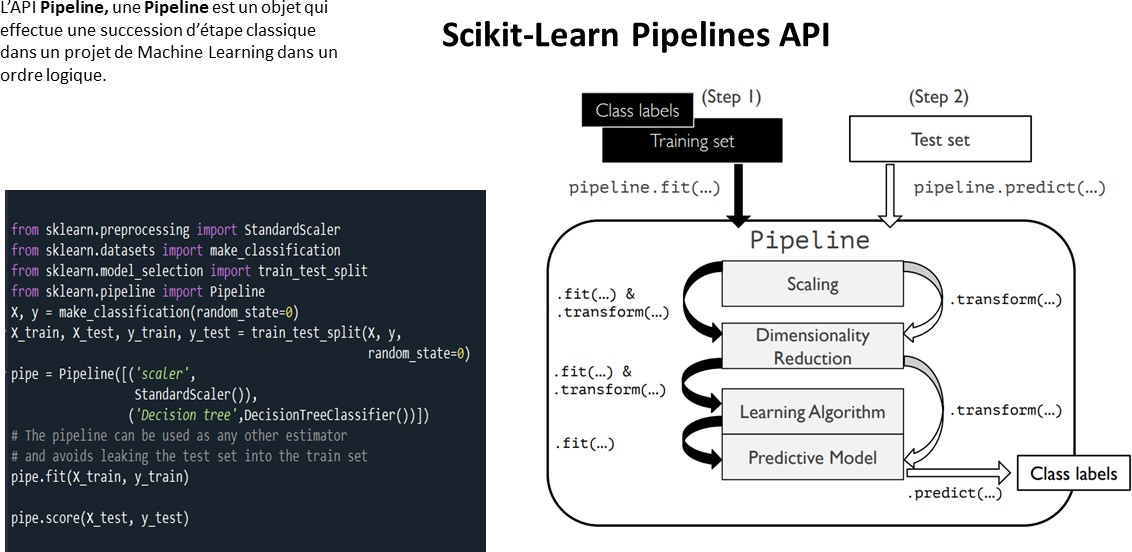 L’API Pipeline, une Pipeline est un objet qui
effectue une succession d’étape classique
dans un projet de Machine Learning dans un
ordre logique.
Scikit-Learn Pipelines API
from sklearn.preprocessing import StandardScaler
from sklearn.datasets import make_classification
from sklearn.model_selection import train_test_split
from sklearn.pipeline import Pipeline
X, y = make_classification(random_state=0)
X_train, X_test, y_train, y_test = train_test_split(X, y,
random_state=0)
pipe = Pipeline([('scaler',
StandardScaler()),
('Decision tree',DecisionTreeClassifier())])
# The pipeline can be used as any other estimator
# and avoids leaking the test set into the train set
pipe.fit(X_train, y_train)
pipe.score(X_test, y_test)
(Step 1)
Class labels
Training set
pipeline.fit(…)
(Step 2)
Test set
pipeline.predict(…)
Pipeline
Scaling
.fit(…) &
.transform(…)
.transform(…)
Dimensionality
Reduction
.fit(…) &
.transform(…)
Learning Algorithm
.transform(…)
.fit(…)
Predictive Model
.predict(…)
Class labels